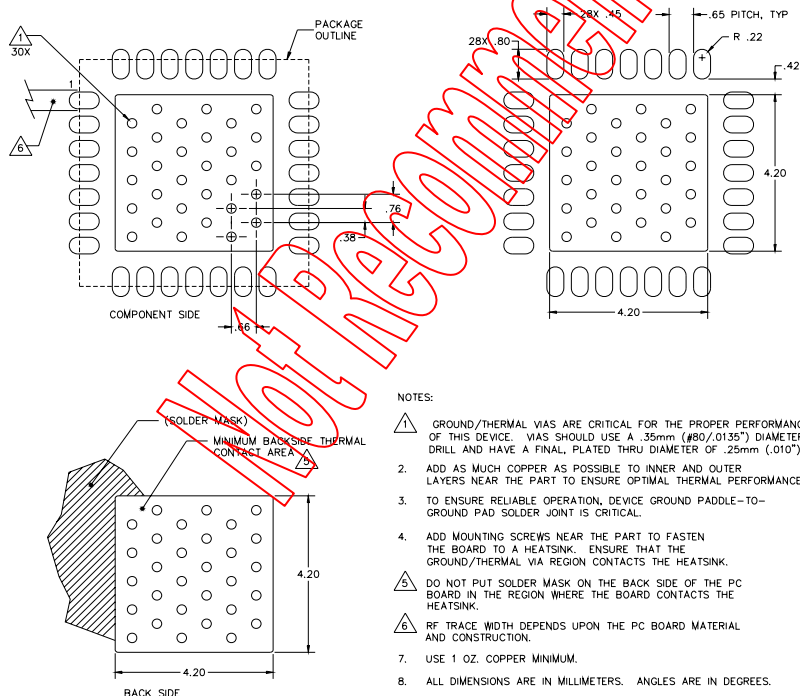 1
30X
PACKAGE
OUTLINE
1
6
.76
.38
.66
COMPONENT SIDE
28X .45
.65 PITCH, TYP
28X .80
R .22
.42
4.20
4.20
Not Recommen
(SOLDER MASK)
MINIMUM BACKSIDE THERMAL
CONTACT AREA 5
4.20
4.20
BACK SIDE
NOTES:
1 GROUND/THERMAL VIAS ARE CRITICAL FOR THE PROPER PERFORMANC
OF THIS DEVICE. VIAS SHOULD USE A .35mm (#80/.0135") DIAMETER
DRILL AND HAVE A FINAL, PLATED THRU DIAMETER OF .25mm (.010")
2. ADD AS MUCH COPPER AS POSSIBLE TO INNER AND OUTER
LAYERS NEAR THE PART TO ENSURE OPTIMAL THERMAL PERFORMANCE
3. TO ENSURE RELIABLE OPERATION, DEVICE GROUND PADDLE-TO-
GROUND PAD SOLDER JOINT IS CRITICAL.
4. ADD MOUNTING SCREWS NEAR THE PART TO FASTEN
THE BOARD TO A HEATSINK. ENSURE THAT THE
GROUND/THERMAL VIA REGION CONTACTS THE HEATSINK.
5 DO NOT PUT SOLDER MASK ON THE BACK SIDE OF THE PC
BOARD IN THE REGION WHERE THE BOARD CONTACTS THE
HEATSINK.
6 RF TRACE WIDTH DEPENDS UPON THE PC BOARD MATERIAL
AND CONSTRUCTION.
7. USE 1 OZ. COPPER MINIMUM.
8. ALL DIMENSIONS ARE IN MILLIMETERS. ANGLES ARE IN DEGREES.